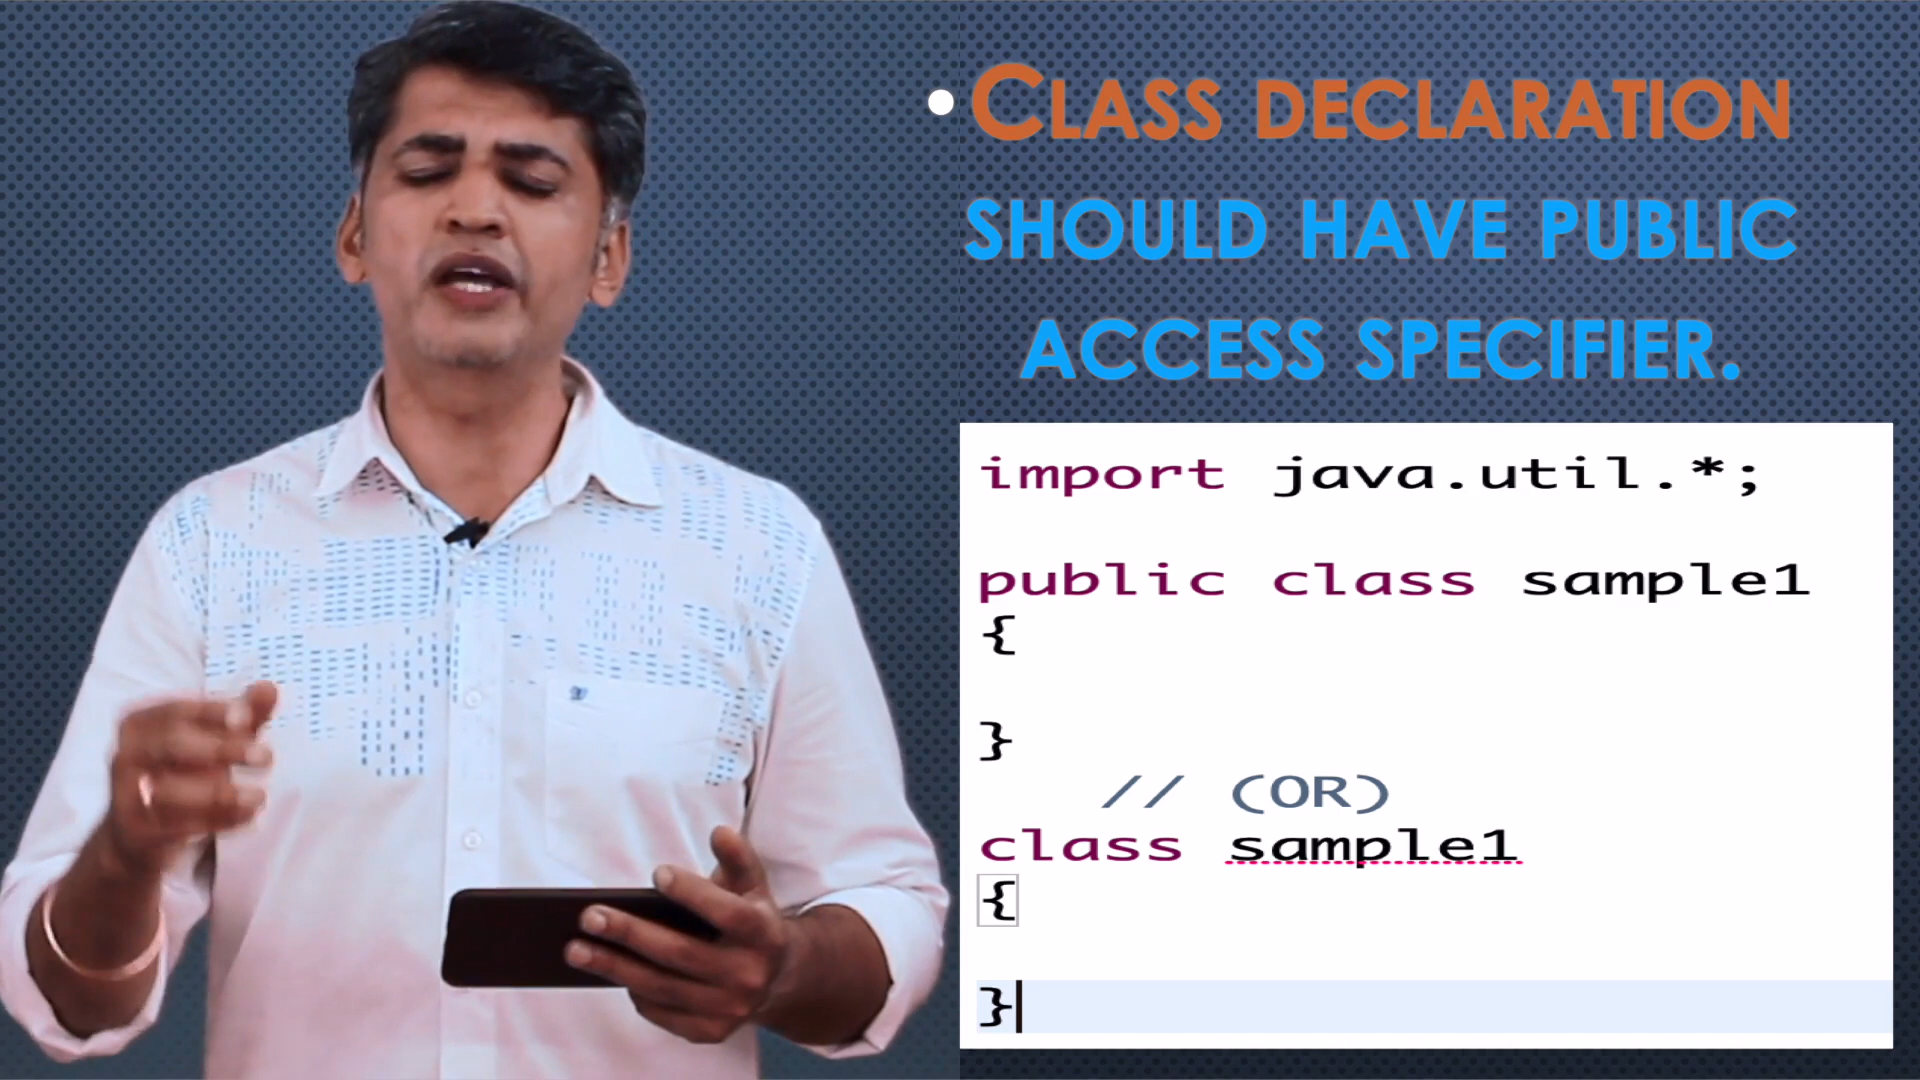 • Class declaration
should have public
access specifier.
import java.util.*;
public class sample1
{
}
// (OR)
class sample1
{
}